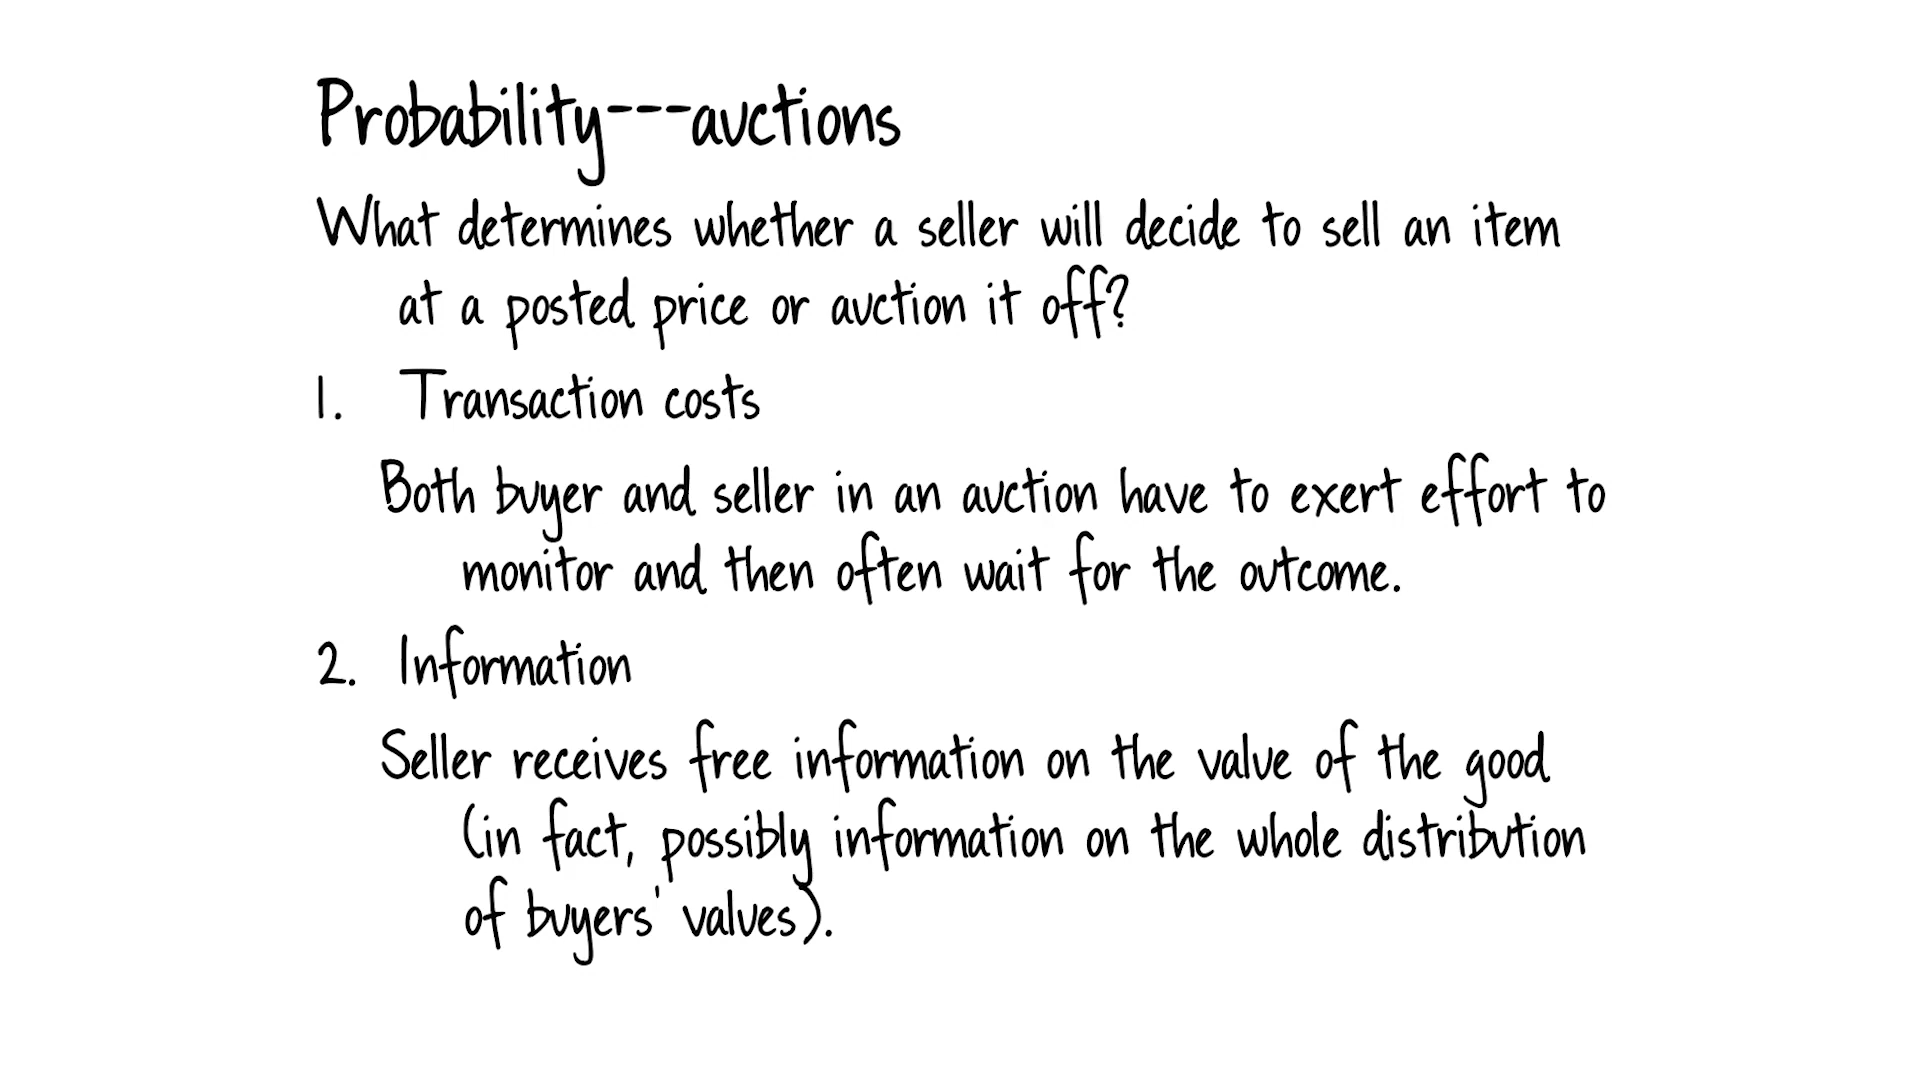 Probability---auctions
What determines whether a seller will decide to sell an item
at a posted price or auction it off?
1. Transaction costs
Both buyer and seller in an auction have to exert effort to
monitor and then often wait for the outcome.
2. Information
Seller receives free information on the value of the good
(in fact, possibly information on the whole distribution
of buyers' values).